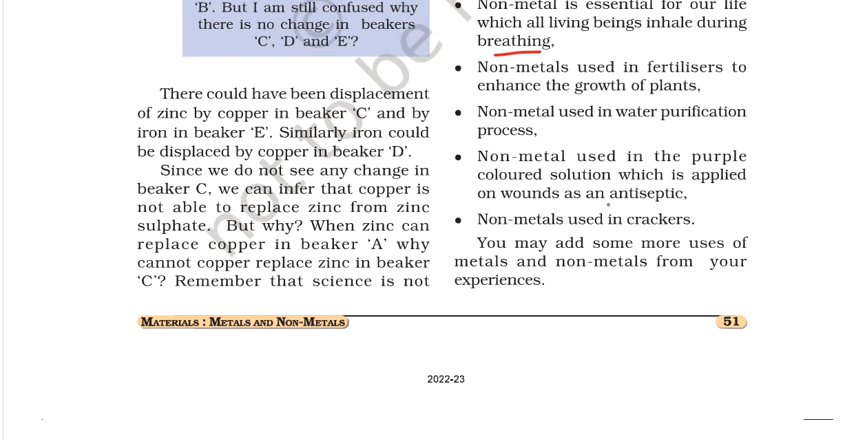 ‘B’. But I am still confused why
there is no change in beakers
‘C’, ‘D’ and ‘E’?
There could have been displacement
of zinc by copper in beaker ‘C’ and by
iron in beaker ‘E’. Similarly iron could
be displaced by copper in beaker ‘D’.
Since we do not see any change in
beaker C, we can infer that copper is
not able to replace zinc from zinc
sulphate. But why? When zinc can
replace copper in beaker ‘A’ why
cannot copper replace zinc in beaker
‘C’? Remember that science is not
• Non-metal is essential for our life
which all living beings inhale during
breathing,
• Non-metals used in fertilisers to
enhance the growth of plants,
• Non-metal used in water purification
process,
• Non-metal used in the purple
coloured solution which is applied
on wounds as an antiseptic,
• Non-metals used in crackers.
You may add some more uses of
metals and non-metals from your
experiences.
MATERIALS : METALS AND NON-METALS
51
2022-23
©
not to be